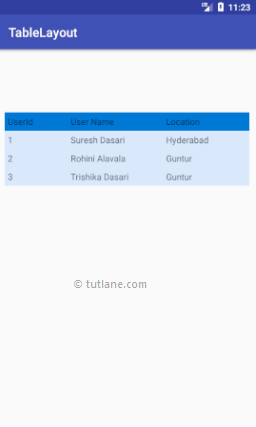 11:23
TableLayout
UserId User Name Location
1 Suresh Dasari Hyderabad
2 Rohini Alavala Guntur
3 Trishika Dasari Guntur
© tutlane.com